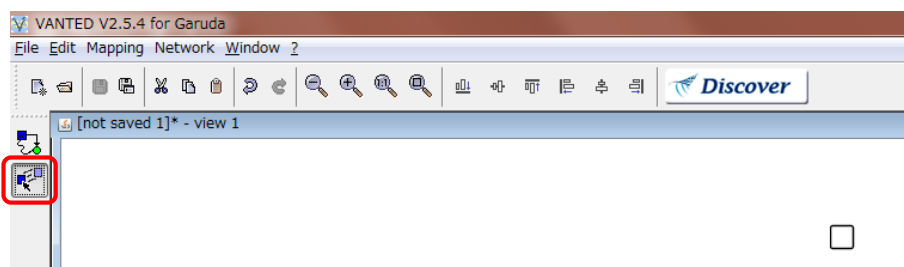 VANTED V2.5.4 for Garuda
File Edit Mapping Network Window ?
Discover
[not saved 1]* - view 1